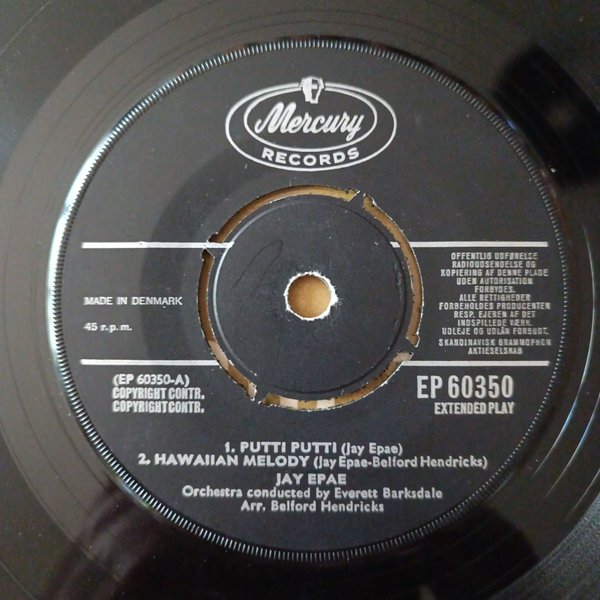 Mercury
RECORDS
OFFENTLIG UDFØRELSE
RADIOUDSENDELSE OG
KOPIERING AF DENNE PLADE
UDEN AUTORISATION
FORBYDES.
ALLE RETTIGHEDER
FORBEHOLDES PRODUCENTEN
RESP. EJEREN AF DET
INDSPILLEDE VÆRK.
UDLEJE OG UDLÅN FORBUDT.
SKANDINAVISK GRAMMOPHON
AKTIESELSKAB
MADE IN DENMARK
45 r.p.m.
(EP 60350-A)
COPYRIGHT CONTR.
COPYRIGHT CONTR.
EP 60350
EXTENDED PLAY
1. PUTTI PUTTI (Jay Epae)
2. HAWAIIAN MELODY (Jay Epae-Belford Hendricks)
JAY EPAE
Orchestra conducted by Everett Barksdale
Arr. Belford Hendricks